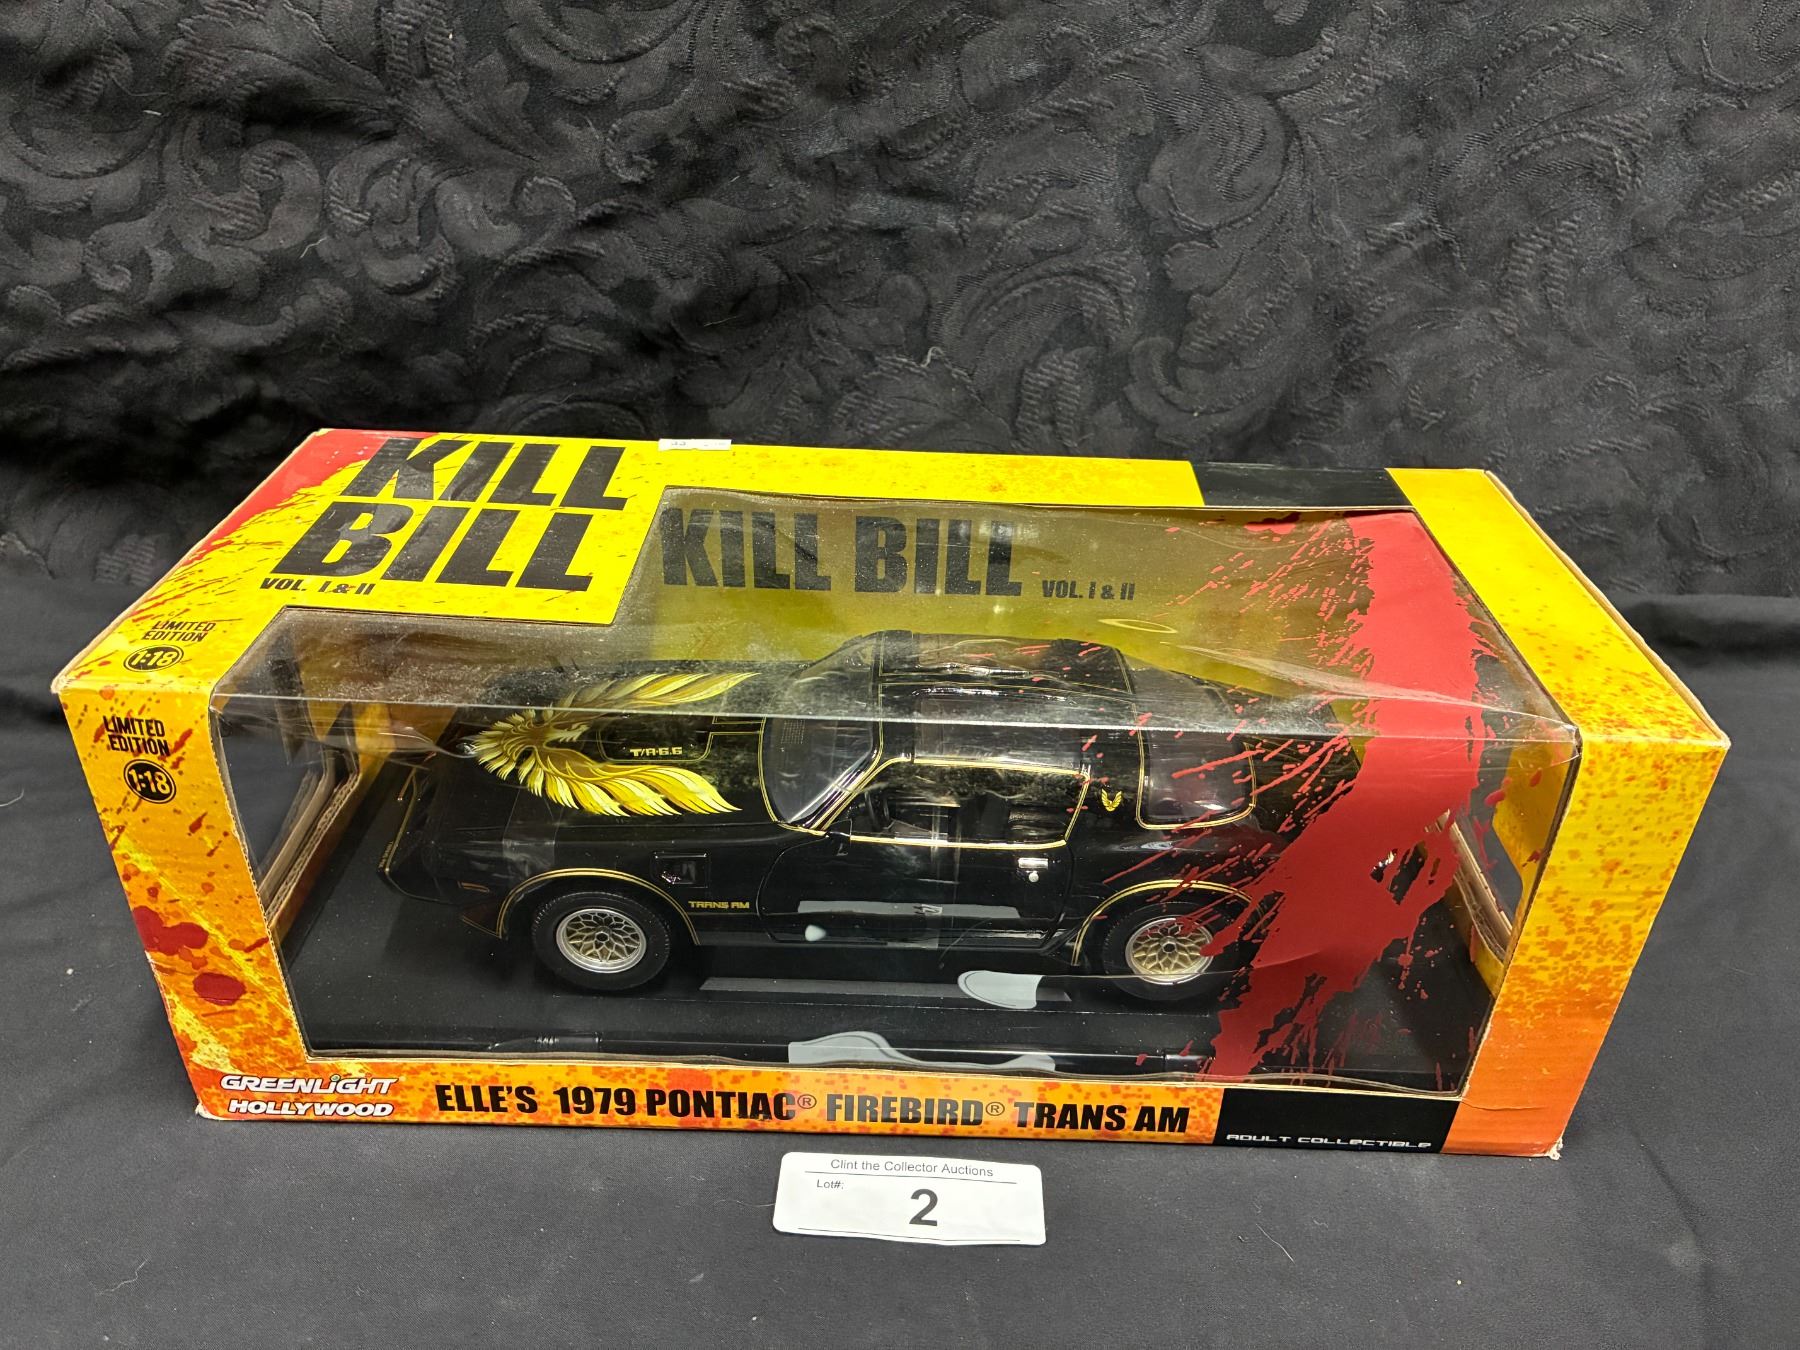 KILL
BILL
VOL. I & II
KILL BILL VOL. I & II
LIMITED
EDITION
1:18
LIMITED
EDITION
1:18
T/A 6.6
TRANS AM
GREENLIGHT
HOLLYWOOD
ELLE'S 1979 PONTIAC® FIREBIRD® TRANS AM
ADULT COLLECTIBLE
Clint the Collector Auctions
Lot#:
2